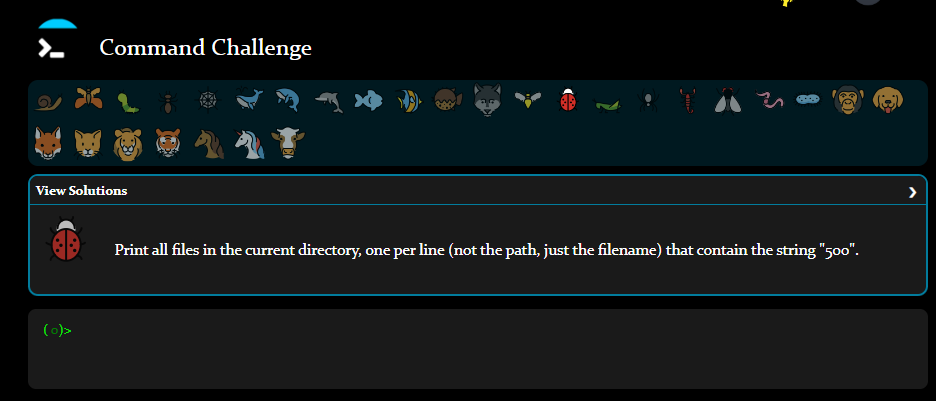 Command Challenge
View Solutions
Print all files in the current directory, one per line (not the path, just the filename) that contain the string "500".
(○)>